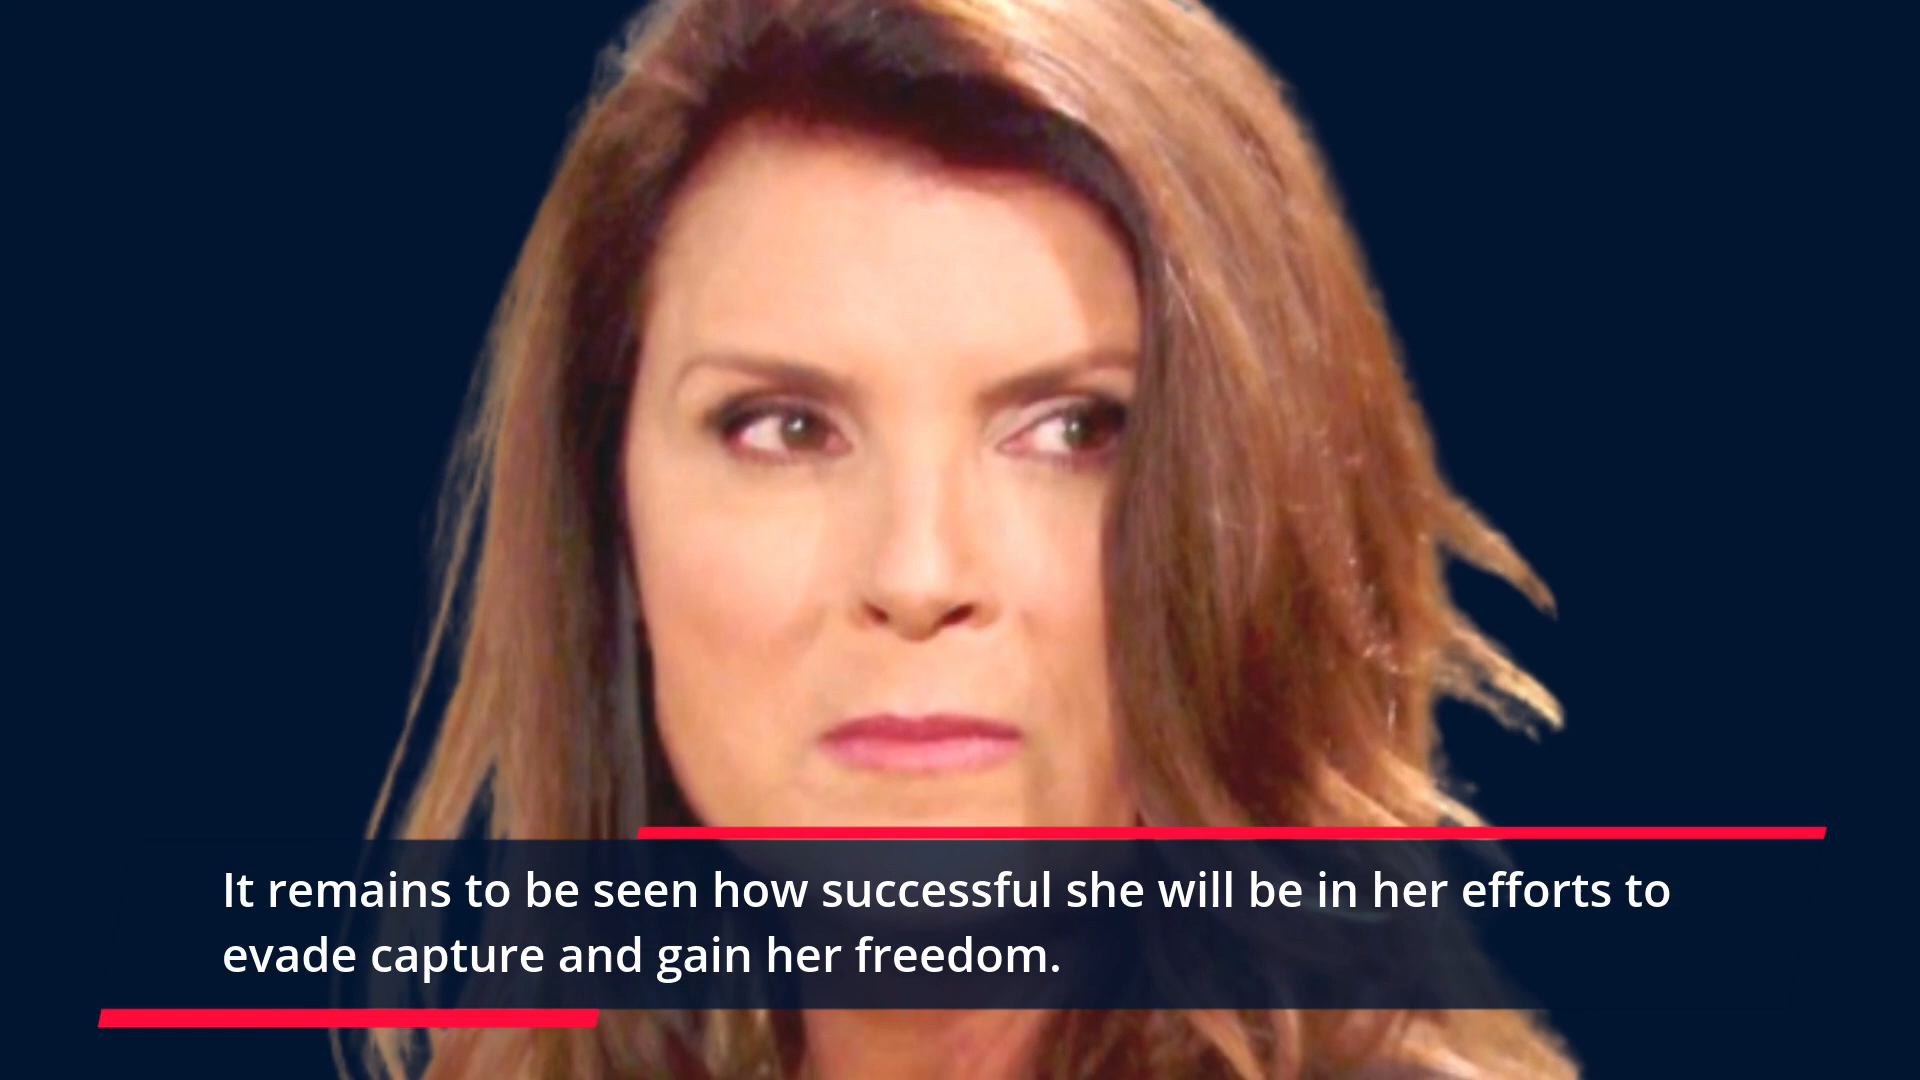 It remains to be seen how successful she will be in her efforts to
evade capture and gain her freedom.